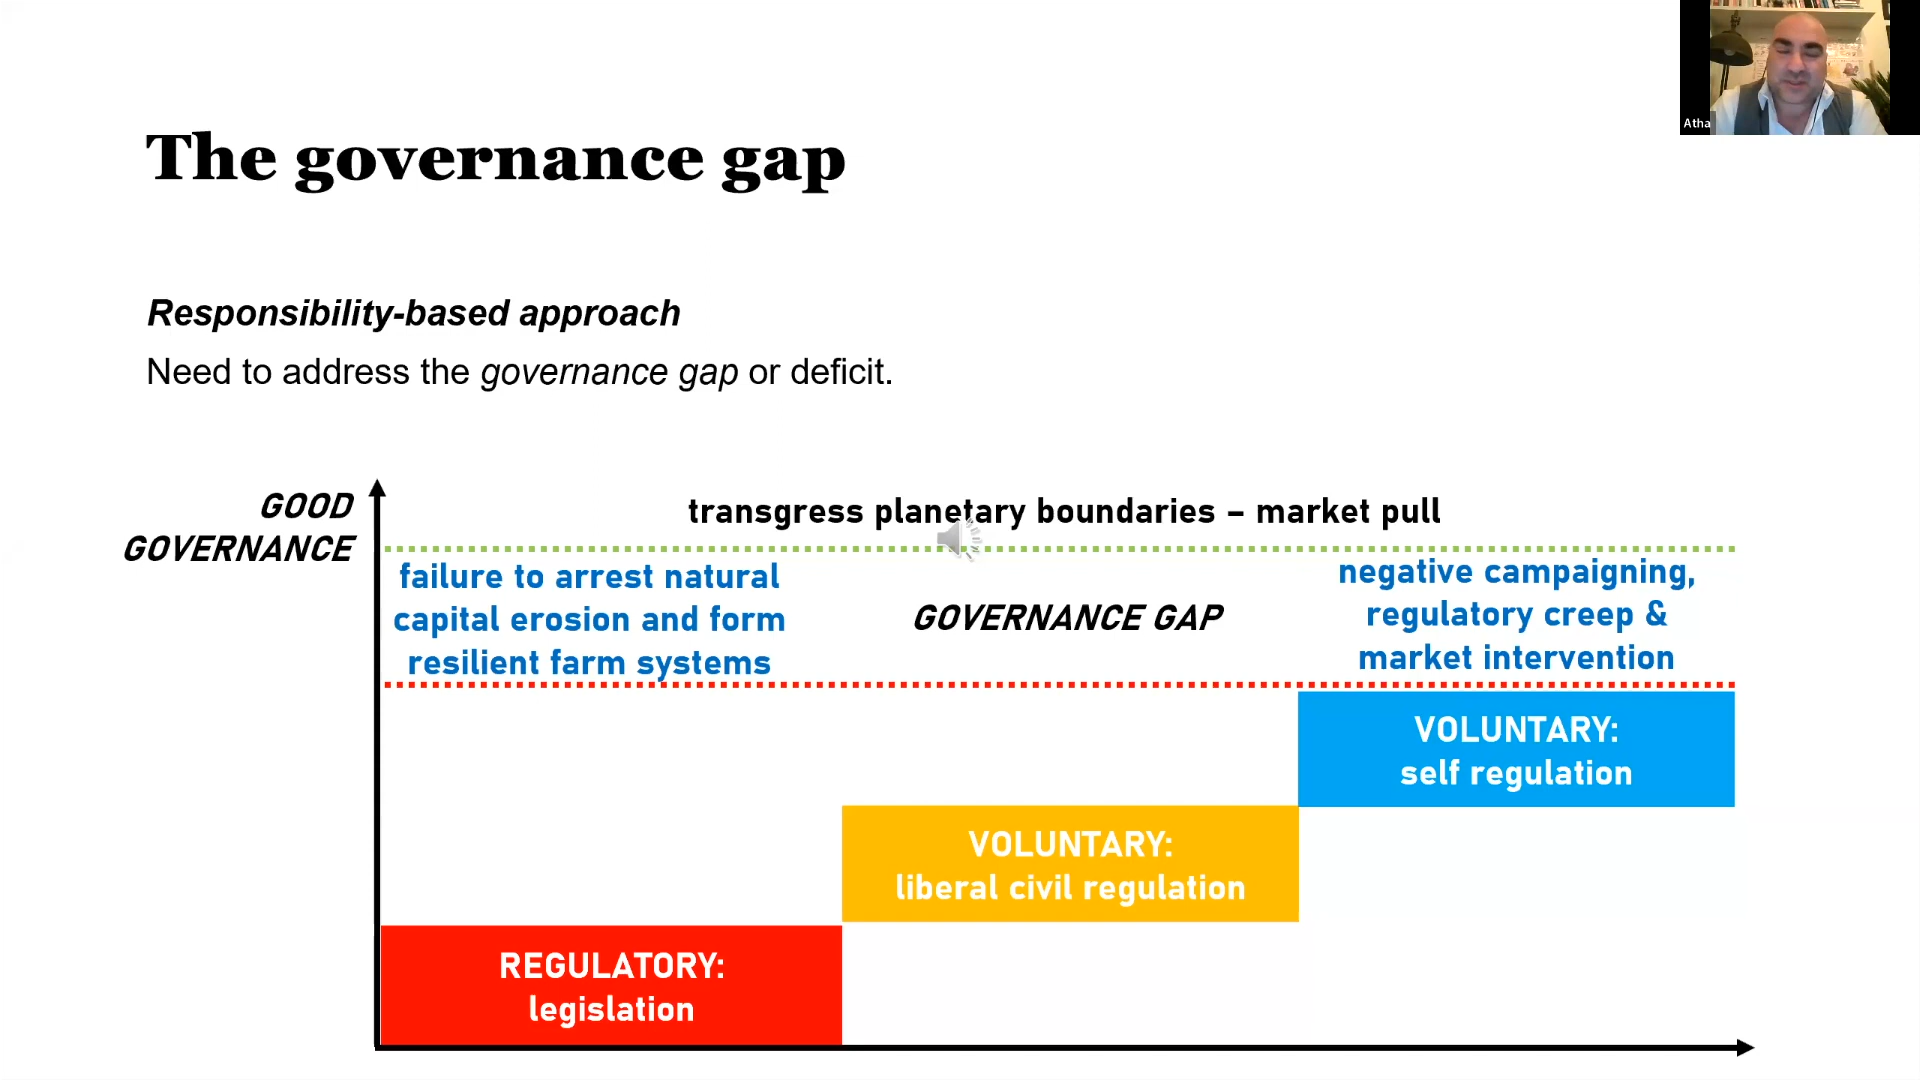 Atha
The governance gap
Responsibility-based approach
Need to address the governance gap or deficit.
GOOD
GOVERNANCE
transgress planetary boundaries – market pull
failure to arrest natural
capital erosion and form
resilient farm systems
GOVERNANCE GAP
negative campaigning,
regulatory creep &
market intervention
VOLUNTARY:
self regulation
VOLUNTARY:
liberal civil regulation
REGULATORY:
legislation